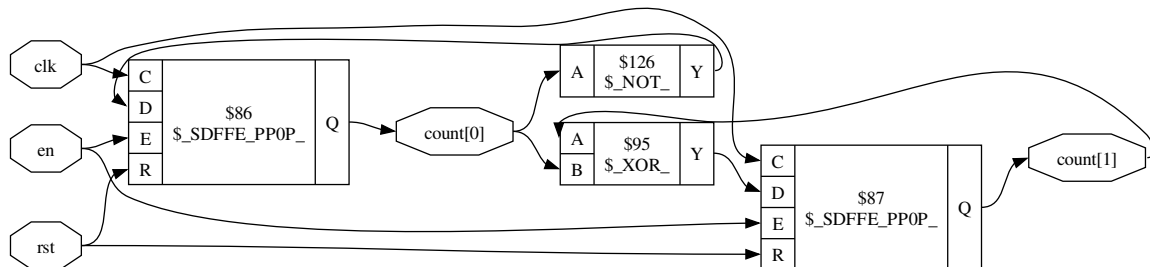 clk
en
rst
C
D
E
R
$86
$_SDFFE_PP0P_
Q
count[0]
A
$126
$_NOT_
Y
A
B
$95
$_XOR_
Y
C
D
E
R
$87
$_SDFFE_PP0P_
Q
count[1]